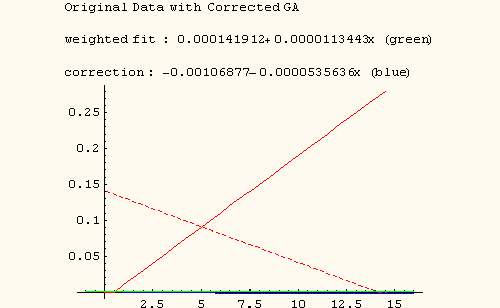 Original Data with Corrected GA
weighted fit : 0.000141912+0.0000113443x (green)
correction : -0.00106877-0.0000535636x (blue)
0.25
0.2
0.15
0.1
0.05
2.5 5 7.5 10 12.5 15